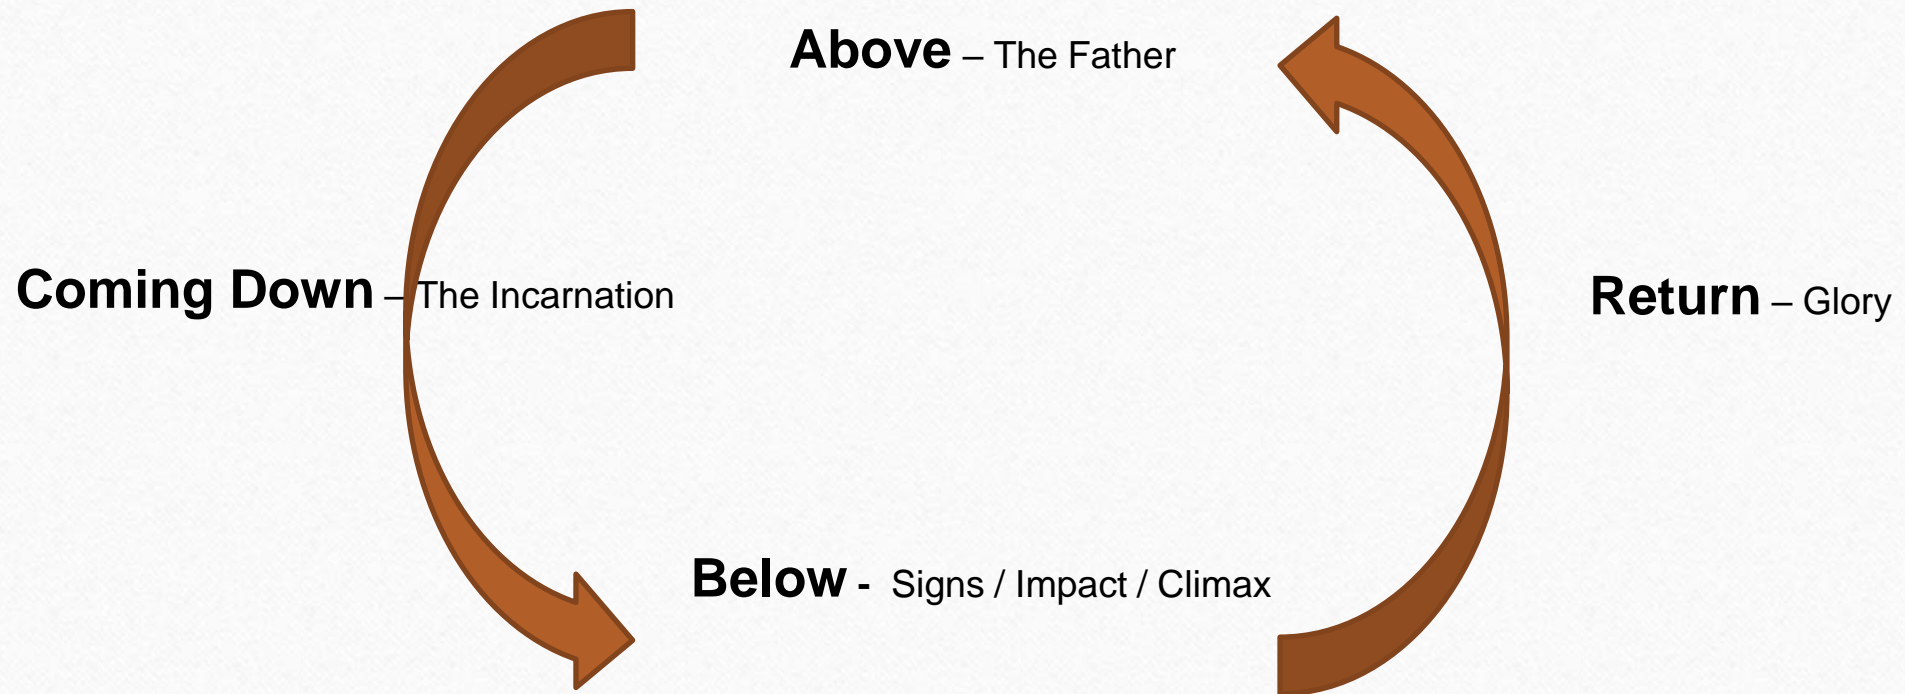 Above – The Father
Coming Down – The Incarnation
Return – Glory
Below - Signs / Impact / Climax